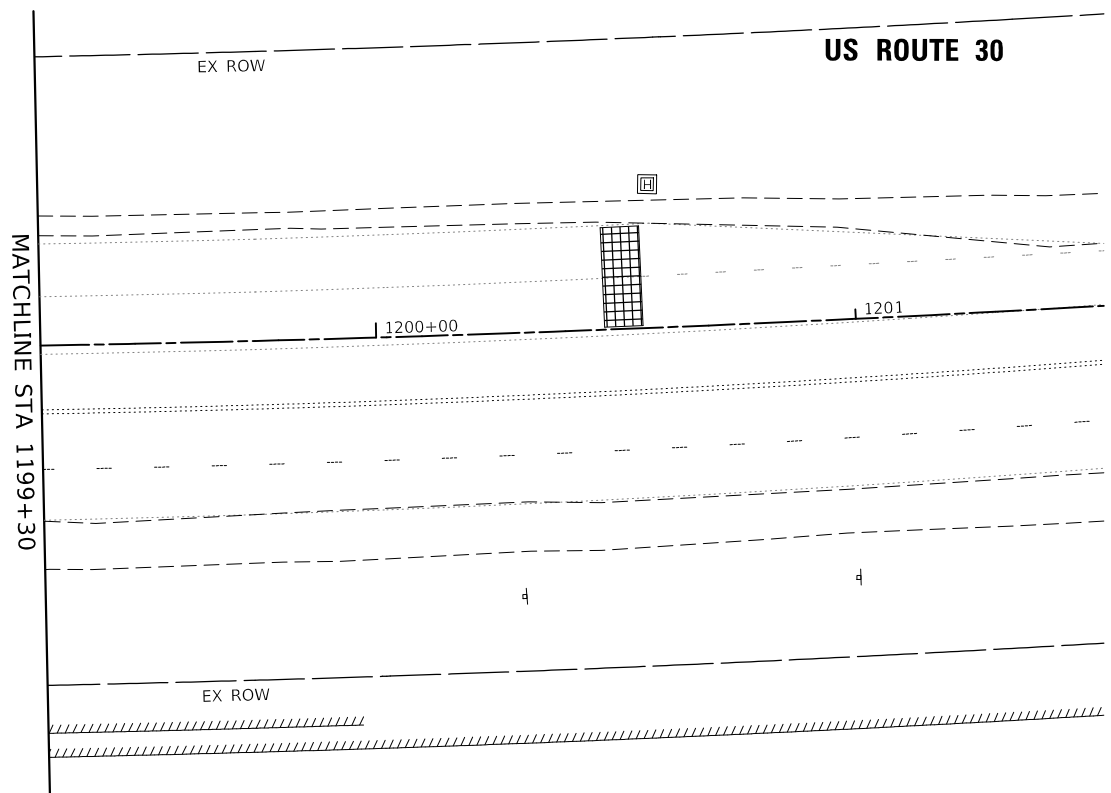 US ROUTE 30
EX ROW
H
MATCHLINE STA 1199+30
1200+00
1201
EX ROW